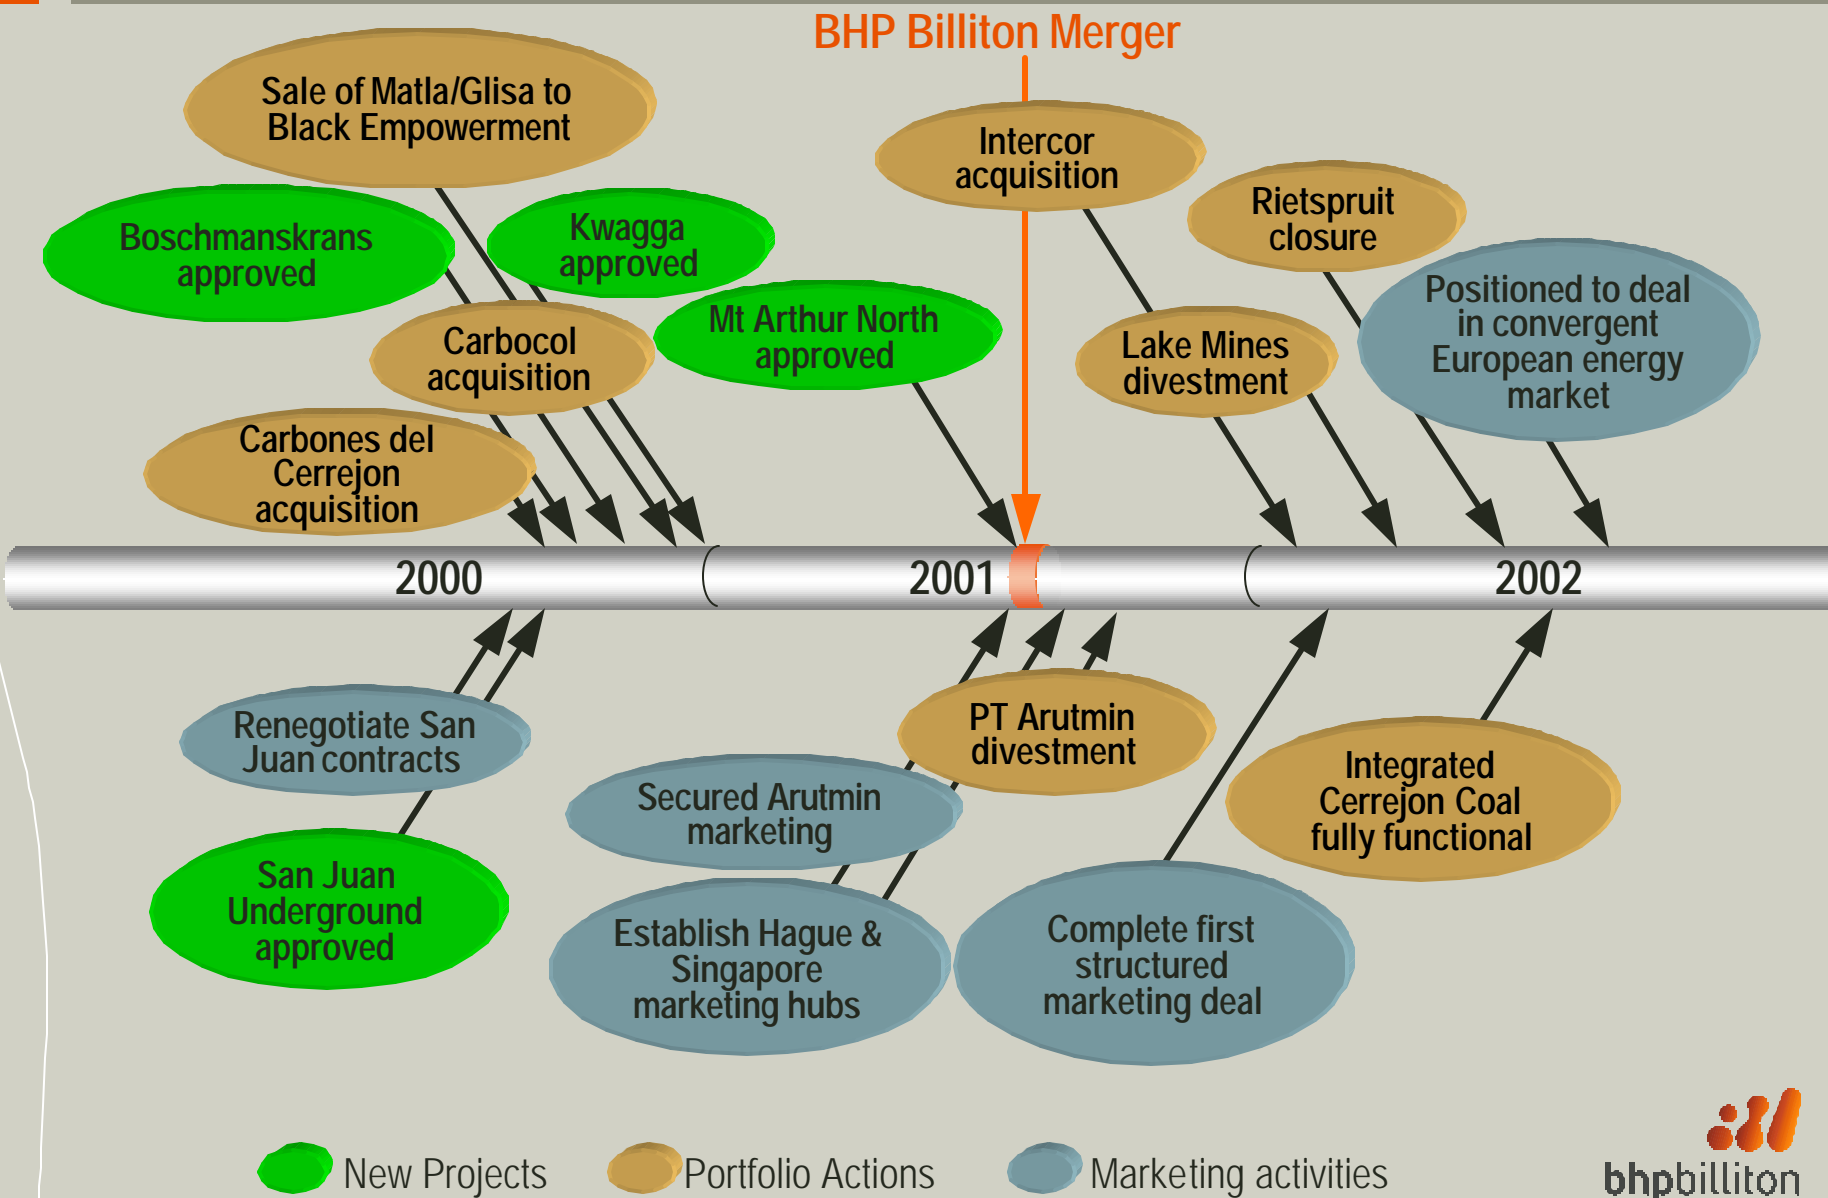 BHP Billiton Merger
Sale of Matla/Glisa to
Black Empowerment
Intercor
acquisition
Rietspruit
closure
Boschmanskrans
approved
Kwagga
approved
Mt Arthur North
approved
Positioned to deal
in convergent
European energy
market
Carbocol
acquisition
Lake Mines
divestment
Carbones del
Cerrejon
acquisition
2000
2001
2002
Renegotiate San
Juan contracts
PT Arutmin
divestment
Secured Arutmin
marketing
Integrated
Cerrejon Coal
fully functional
San Juan
Underground
approved
Establish Hague &
Singapore
marketing hubs
Complete first
structured
marketing deal
New Projects
Portfolio Actions
Marketing activities
bhpbilliton